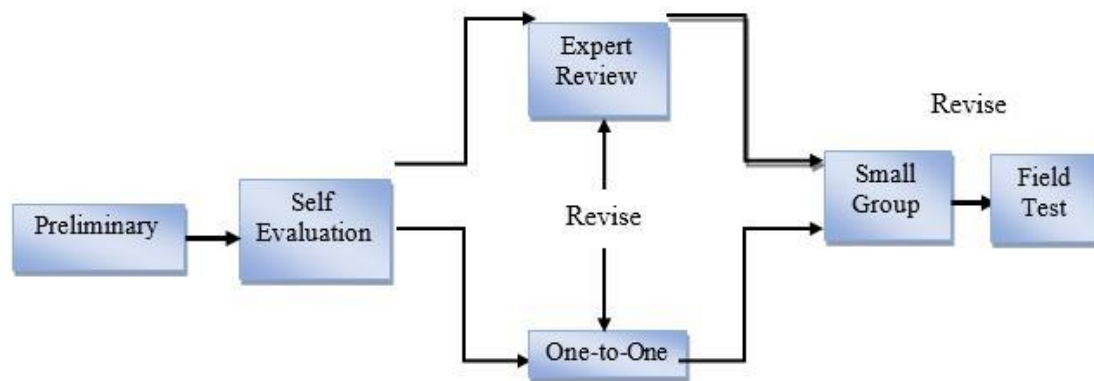 Preliminary
Self
Evaluation
Expert
Review
Revise
One-to-One
Small
Group
Revise
Field
Test